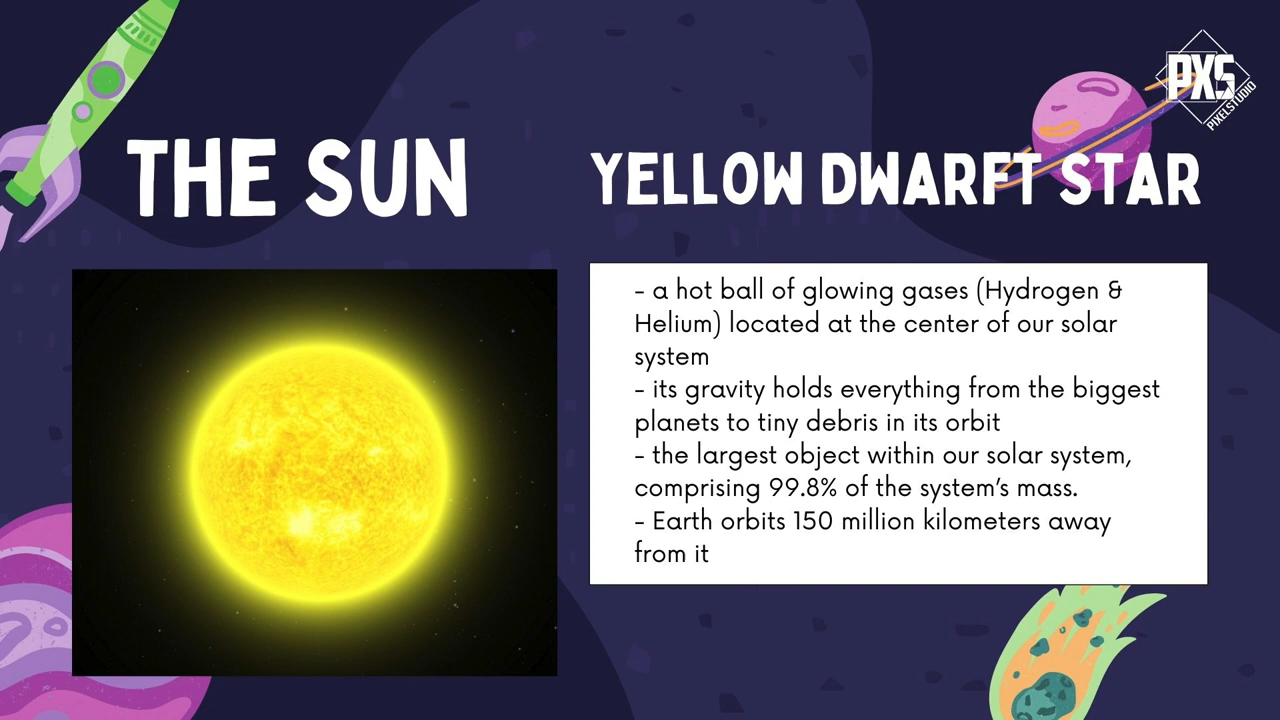 PXS
PIXELSTUDIO
THE SUN
YELLOW DWARFT STAR
- a hot ball of glowing gases (Hydrogen &
Helium) located at the center of our solar
system
- its gravity holds everything from the biggest
planets to tiny debris in its orbit
- the largest object within our solar system,
comprising 99.8% of the system's mass.
- Earth orbits 150 million kilometers away
from it